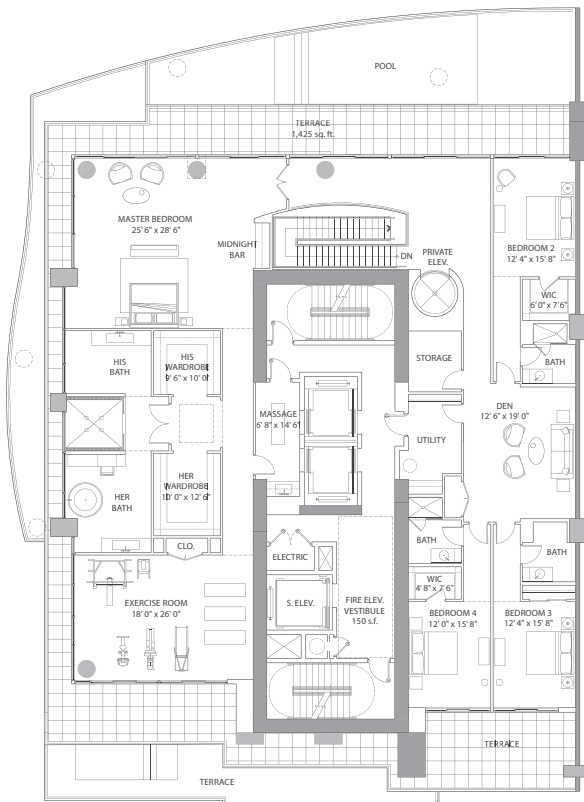 POOL
TERRACE
1,425 sq. ft.
MASTER BEDROOM
25' 6" x 28' 6"
MIDNIGHT
BAR
DN
PRIVATE
ELEV.
BEDROOM 2
12' 4" x 15' 8"
WIC
6' 0" x 7' 6"
BATH
HIS
BATH
HIS
WARDROBE
9' 6" x 10' 0"
STORAGE
MASSAGE
6' 8" x 14' 6"
DEN
12' 6" x 19' 0"
UTILITY
HER
BATH
HER
WARDROBE
10' 0" x 12' 6"
CLO.
ELECTRIC
BATH
BATH
WIC
4' 8" x 7' 6"
EXERCISE ROOM
18' 0" x 26' 0"
S. ELEV.
FIRE ELEV.
VESTIBULE
150 s.f.
BEDROOM 4
12' 0" x 15' 8"
BEDROOM 3
12' 4" x 15' 8"
TERRACE
TERRACE